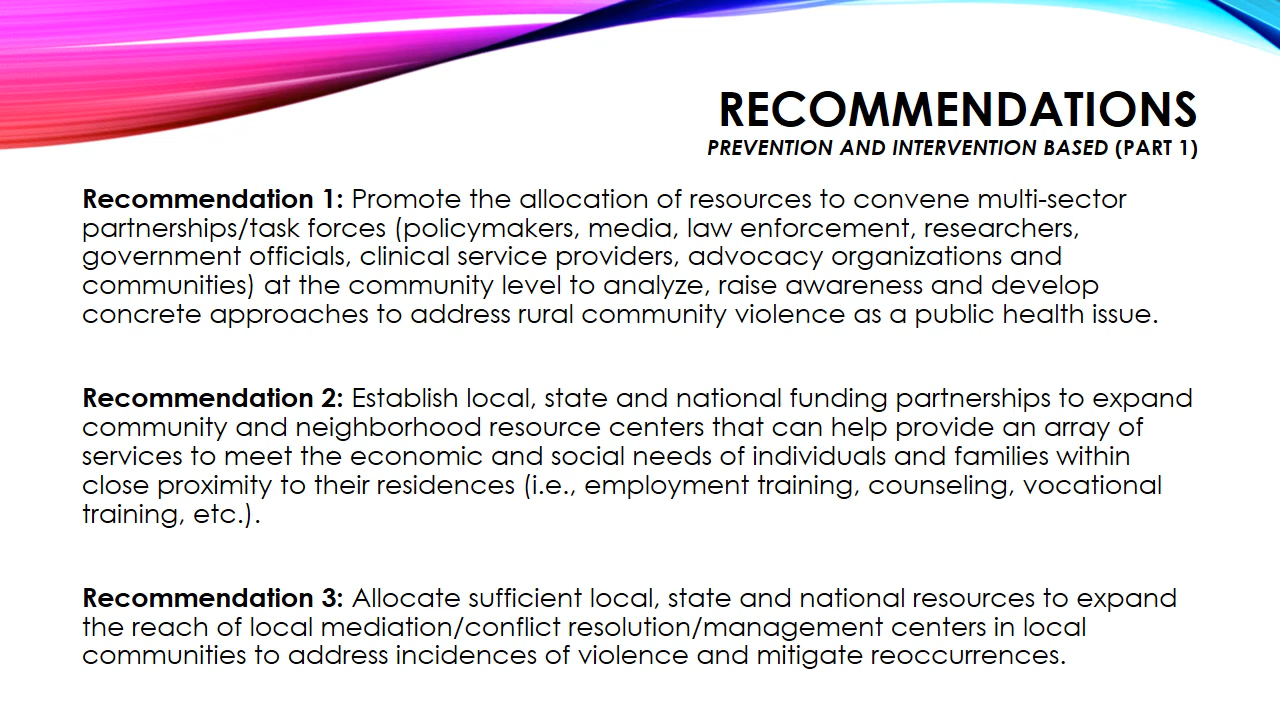 RECOMMENDATIONS
PREVENTION AND INTERVENTION BASED (PART 1)
Recommendation 1: Promote the allocation of resources to convene multi-sector
partnerships/task forces (policymakers, media, law enforcement, researchers,
government officials, clinical service providers, advocacy organizations and
communities) at the community level to analyze, raise awareness and develop
concrete approaches to address rural community violence as a public health issue.
Recommendation 2: Establish local, state and national funding partnerships to expand
community and neighborhood resource centers that can help provide an array of
services to meet the economic and social needs of individuals and families within
close proximity to their residences (i.e., employment training, counseling, vocational
training, etc.).
Recommendation 3: Allocate sufficient local, state and national resources to expand
the reach of local mediation/conflict resolution/management centers in local
communities to address incidences of violence and mitigate reoccurrences.